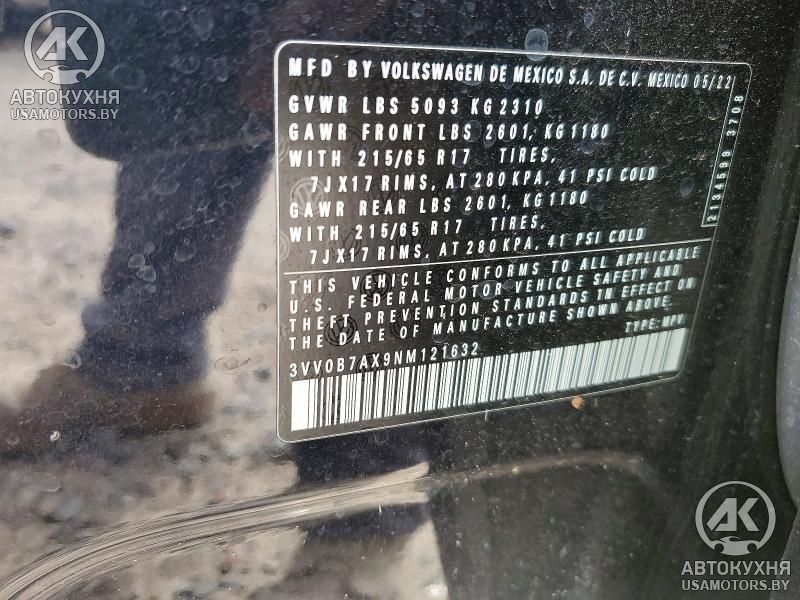 АК
АВТОКУХНЯ
USAMOTORS.BY
MFD BY VOLKSWAGEN DE MEXICO S.A. DE C.V. MEXICO 05/22
GVWR LBS 5093 KG 2310
GAWR FRONT LBS 2601, KG 1180
WITH 215/65 R17 TIRES,
7JX17 RIMS, AT 280 KPA, 41 PSI COLD
GAWR REAR LBS 2601, KG 1180
WITH 215/65 R17 TIRES,
7JX17 RIMS, AT 280 KPA, 41 PSI COLD
2134599 3708
THIS VEHICLE CONFORMS TO ALL APPLICABLE
U.S. FEDERAL MOTOR VEHICLE SAFETY AND
THEFT PREVENTION STANDARDS IN EFFECT ON
THE DATE OF MANUFACTURE SHOWN ABOVE.
TYPE: MPV
3VV0B7AX9NM121632
АК
АВТОКУХНЯ
USAMOTORS.BY